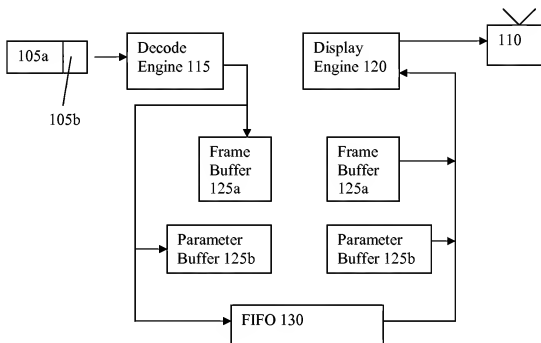 105a
105b
Decode
Engine 115
Display
Engine 120
110
Frame
Buffer
125a
Frame
Buffer
125a
Parameter
Buffer 125b
Parameter
Buffer 125b
FIFO 130